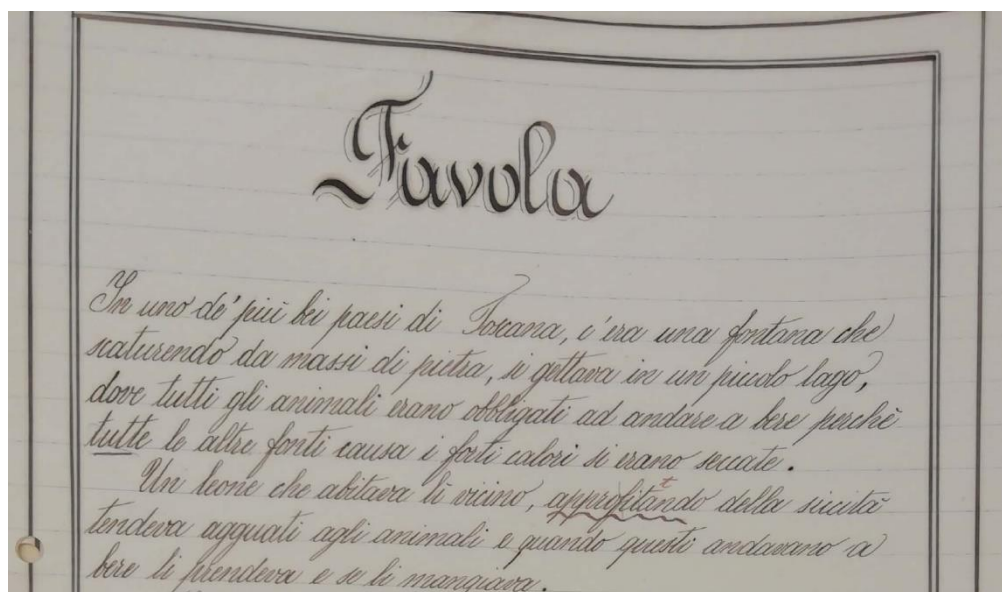 Favola
In uno de' più bei paesi di Toscana, c'era una fontana che
scaturendo da massi di pietra, si gettava in un piccolo lago,
dove tutti gli animali erano obbligati ad andare a bere perchè
tutte le altre fonti causa i forti calori si erano seccate.
Un leone che abitava lì vicino, approfitando della siccità
tendeva agguati agli animali e quando questi andavano a
bere li prendeva e se li mangiava.